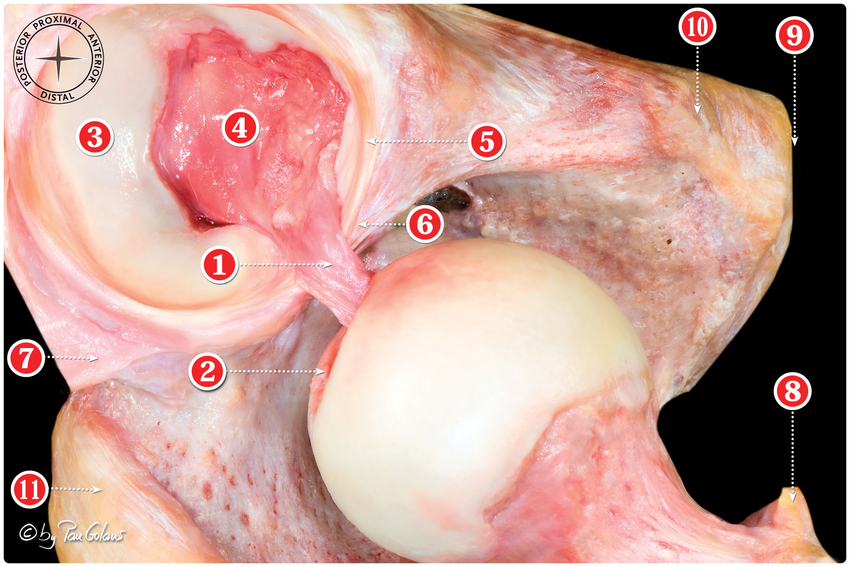 PROXIMAL
POSTERIOR
ANTERIOR
DISTAL
10
9
3
4
5
6
1
7
2
8
11
© by Pau Golanó